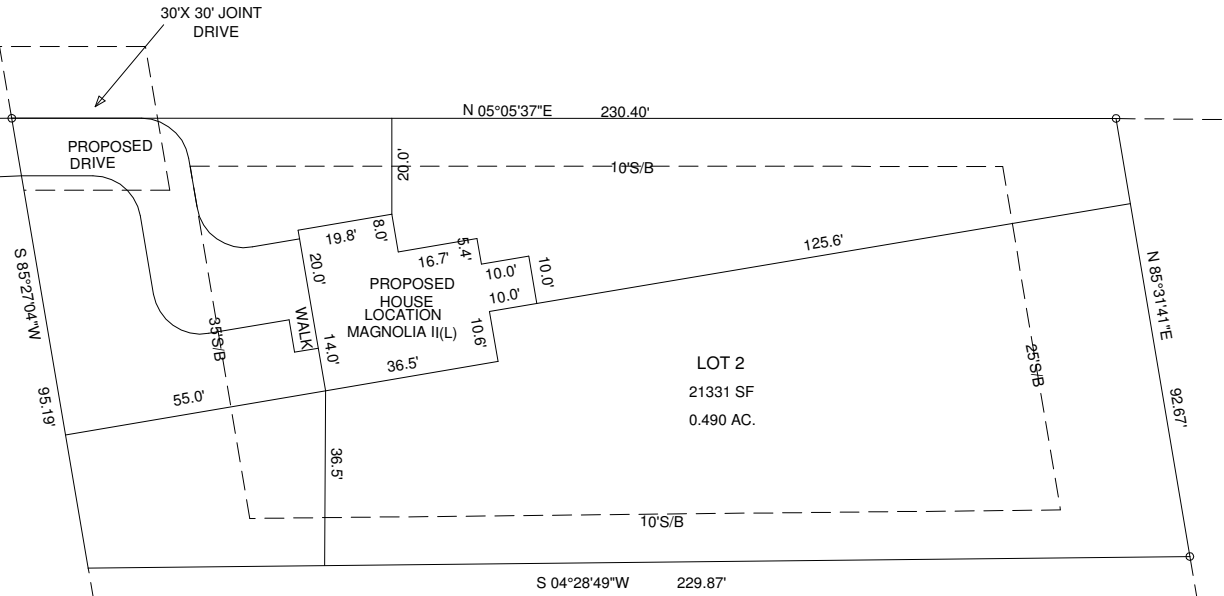 30'X 30' JOINT
DRIVE
N 05°05'37"E 230.40'
PROPOSED
DRIVE
20.0'
10'S/B
19.8'
8.0'
16.7'
5.4'
10.0'
10.0'
10.0'
125.6'
20.0'
PROPOSED
HOUSE
LOCATION
MAGNOLIA II(L)
S 85°27'04"W
95.19'
N 85°31'41"E
92.67'
35'S/B
WALK
14.0'
10.6'
36.5'
55.0'
LOT 2
21331 SF
0.490 AC.
25'S/B
36.5'
10'S/B
S 04°28'49"W 229.87'